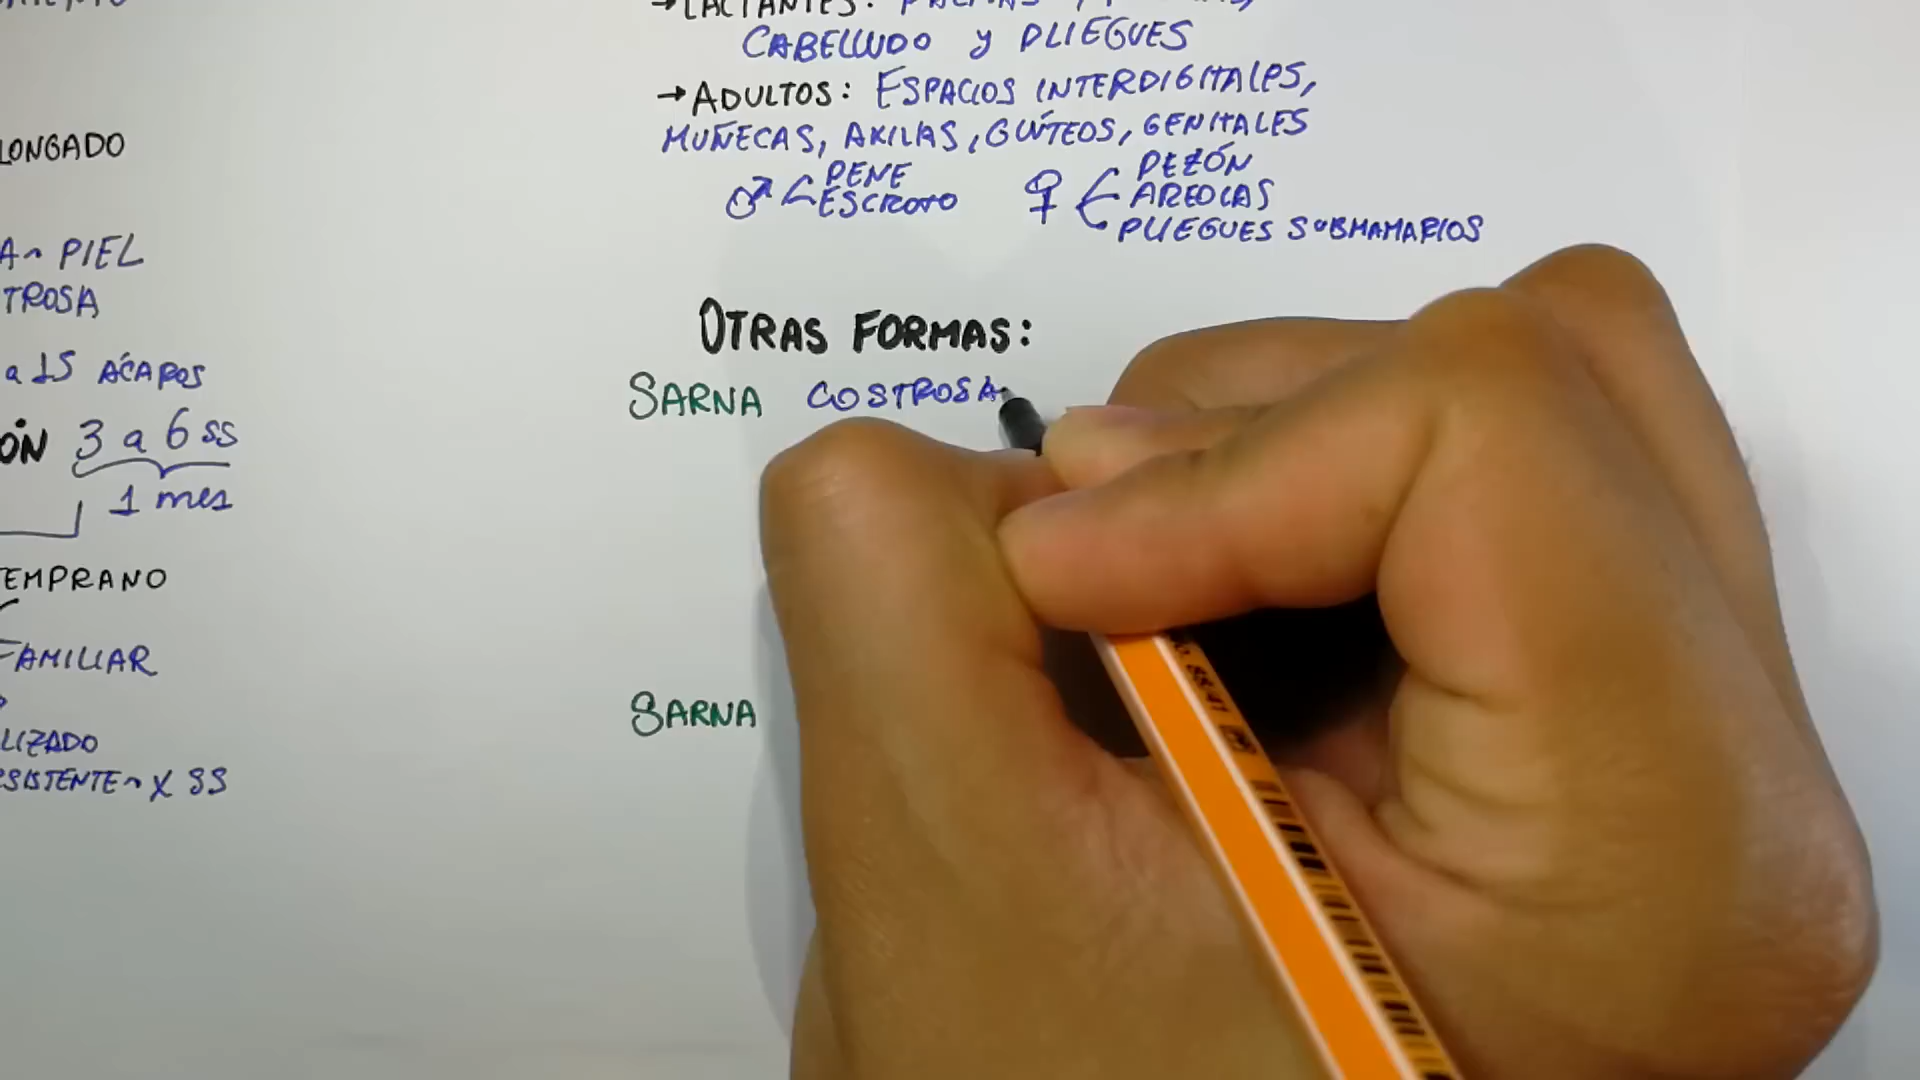 LONGADO
A~ PIEL
TROSA
a 15 ÁCAROS
ÓN 3 a 6 ss
1 mes
EMPRANO
FAMILIAR
LIZADO
SISTENTE~ X SS
→LACTANTES:
CABELLUDO y PLIEGUES
→ADULTOS: ESPACIOS INTERDIGITALES,
MUÑECAS, AXILAS, GLÚTEOS, GENITALES
♂ PENE
ESCROTO
♀ PEZÓN
AREOLAS
PLIEGUES SUBMAMARIOS
OTRAS FORMAS:
SARNA COSTROSA
SARNA